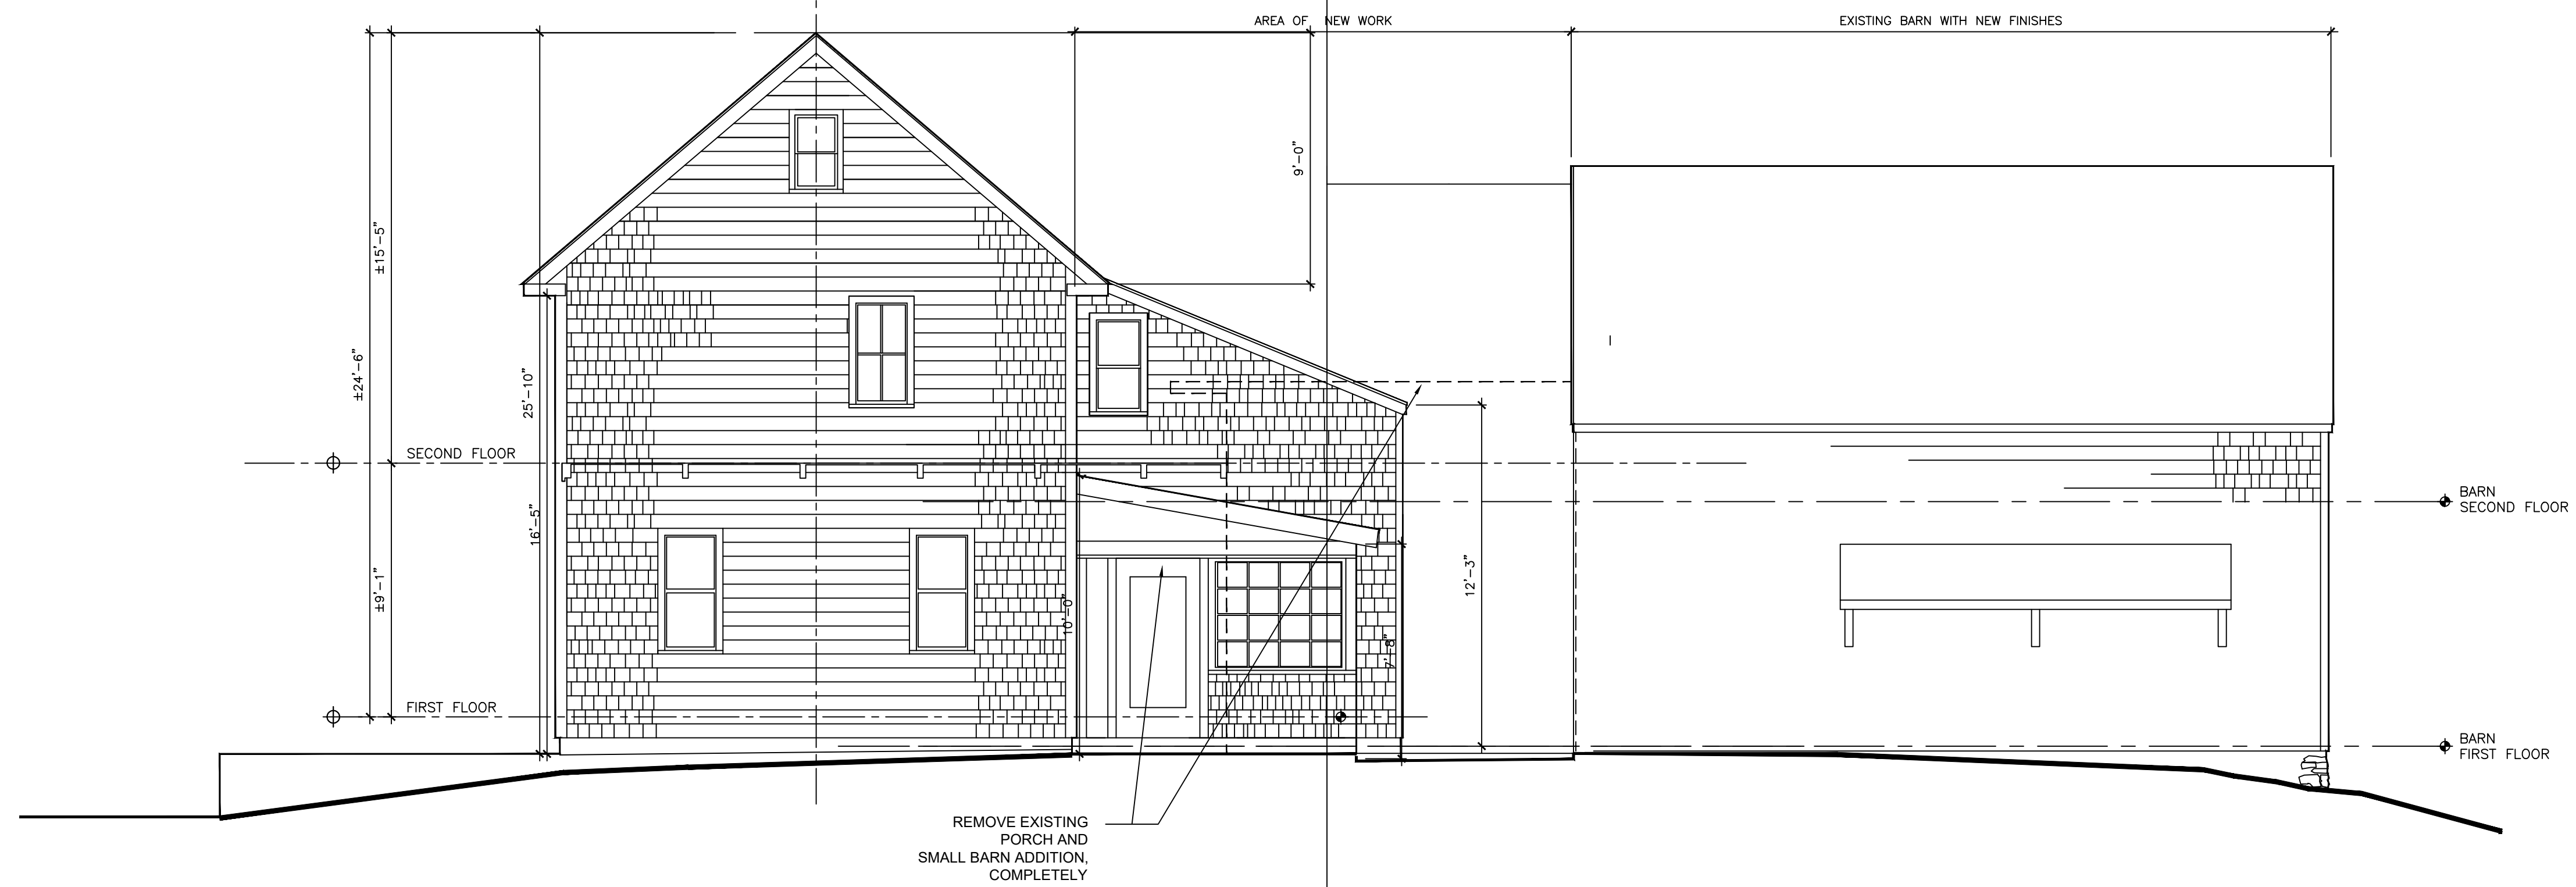 AREA OF NEW WORK
EXISTING BARN WITH NEW FINISHES
9'-0"
±15'-5"
±24'-6"
25'-10"
SECOND FLOOR
BARN
SECOND FLOOR
16'-5"
12'-3"
±9'-1"
10'-0"
7'-8"
FIRST FLOOR
BARN
FIRST FLOOR
REMOVE EXISTING
PORCH AND
SMALL BARN ADDITION,
COMPLETELY